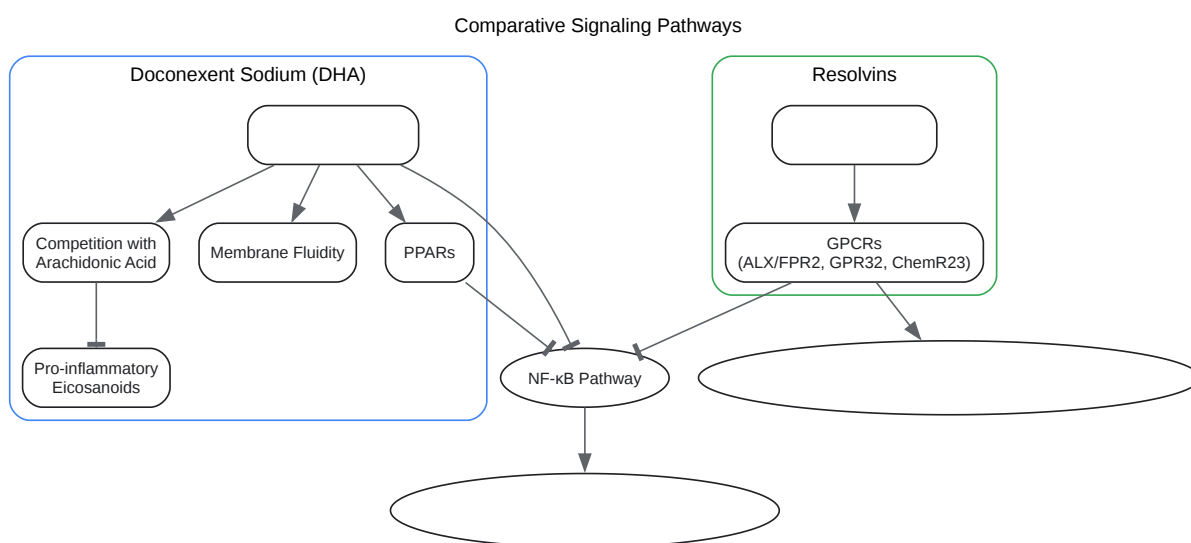 Comparative Signaling Pathways
Doconexent Sodium (DHA)
Resolvins
Competition with
Arachidonic Acid
Membrane Fluidity
PPARs
GPCRs
(ALX/FPR2, GPR32, ChemR23)
Pro-inflammatory
Eicosanoids
NF-κB Pathway